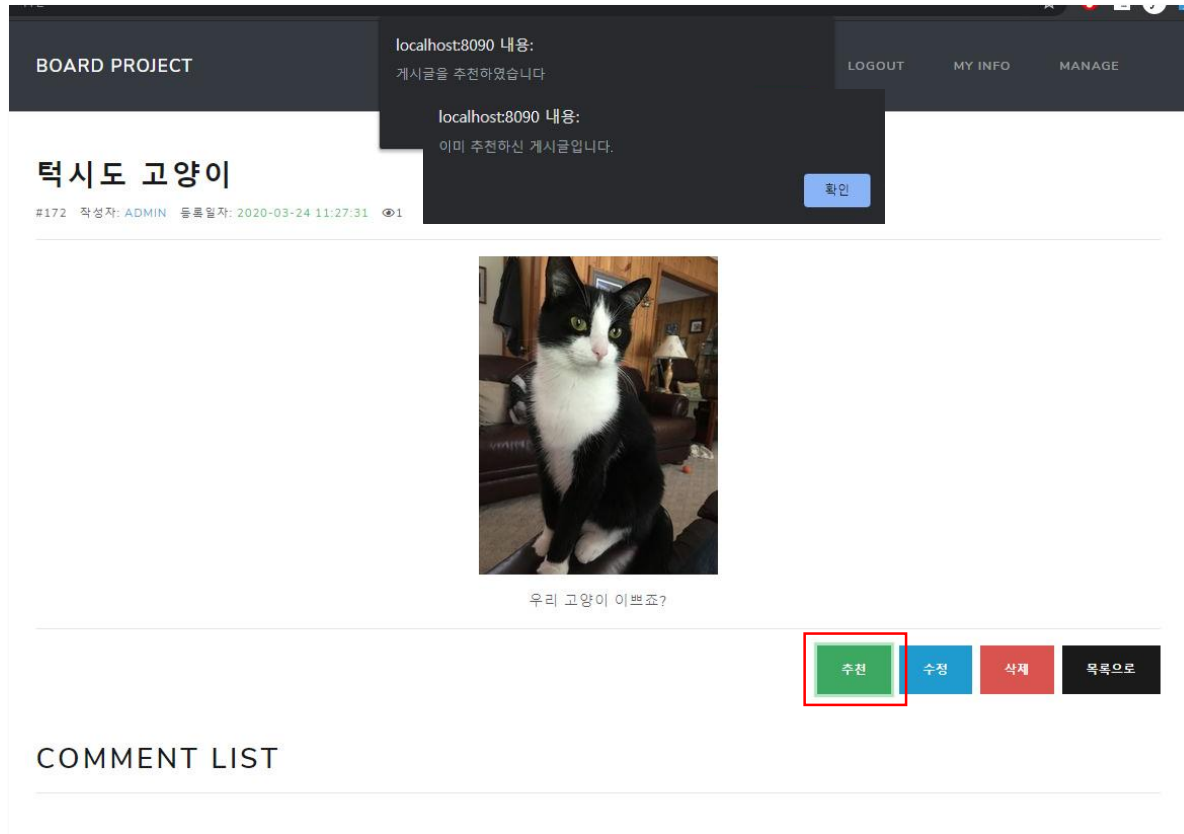 BOARD PROJECT
LOGOUT MY INFO MANAGE
localhost:8090 내용:
게시글을 추천하였습니다
localhost:8090 내용:
이미 추천하신 게시글입니다.
확인
턱시도 고양이
#172 작성자: ADMIN 등록일자: 2020-03-24 11:27:31 1
우리 고양이 이쁘죠?
추천 수정 삭제 목록으로
COMMENT LIST